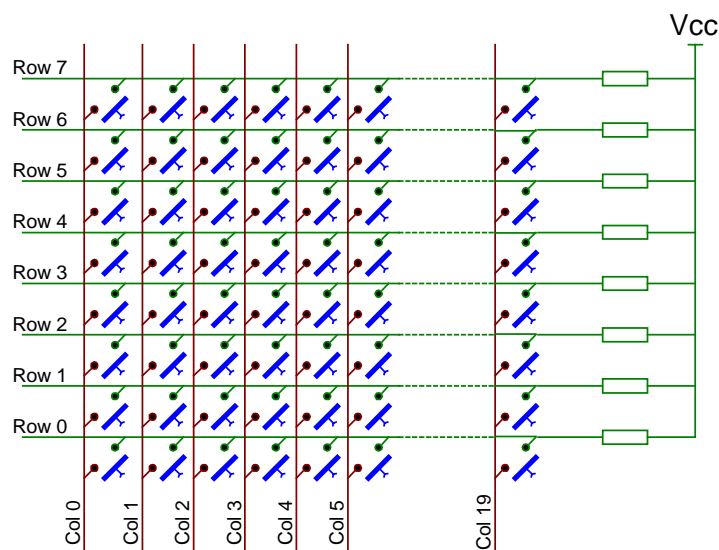 Vcc
Row 7
Row 6
Row 5
Row 4
Row 3
Row 2
Row 1
Row 0
Col 0
Col 1
Col 2
Col 3
Col 4
Col 5
Col 19